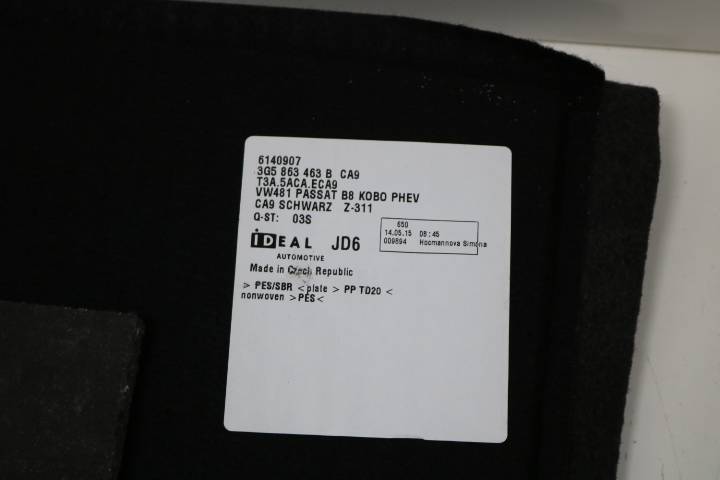 6140907
3G5 863 463 B CA9
T3A.5ACA.ECA9
VW481 PASSAT B8 KOBO PHEV
CA9 SCHWARZ Z-311
Q-ST: 03S
650
14.05.15 08:45
009894 Hocmannova Simona
iDEAL JD6
AUTOMOTIVE
Made in Czech Republic
> PES/SBR < plate > PP TD20 <
nonwoven >PES<